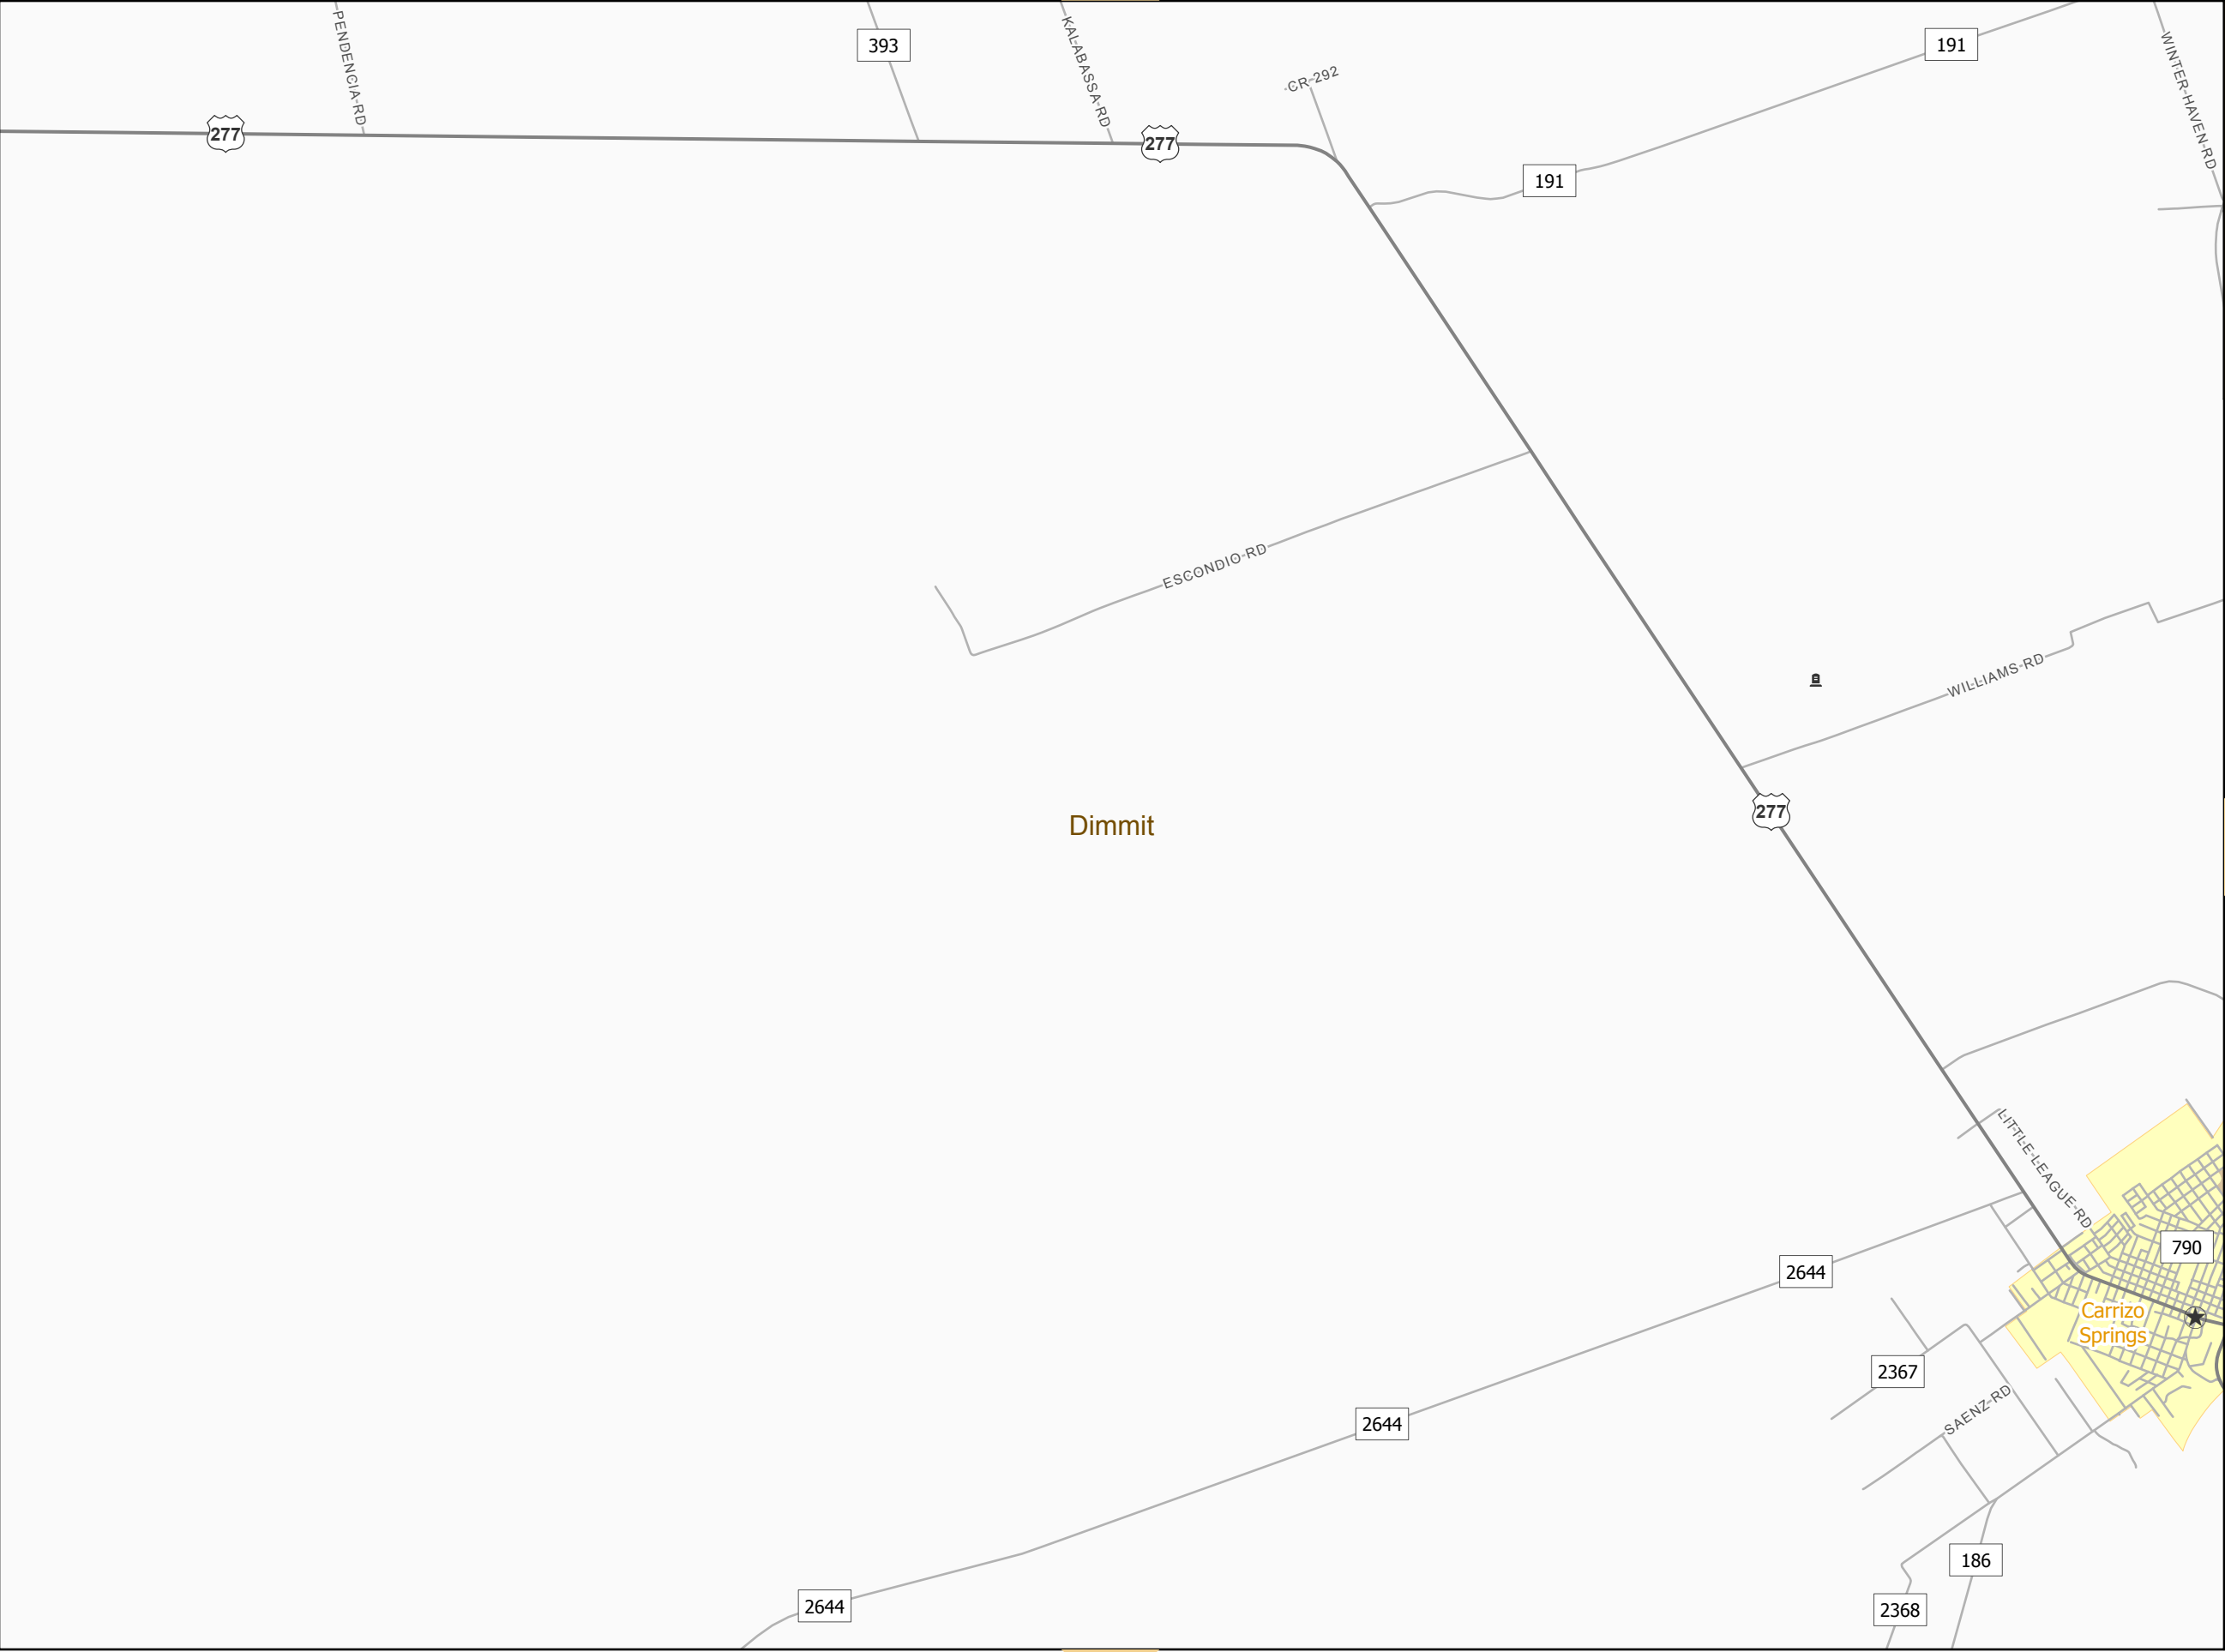 PENDENCIA RD
393
KALABASSA RD
CR 292
191
WINTER HAVEN RD
277
277
191
ESCONDIO RD
WILLIAMS RD
277
Dimmit
LITTLE LEAGUE RD
790
2644
Carrizo
Springs
2367
SAENZ RD
2644
186
2644
2368